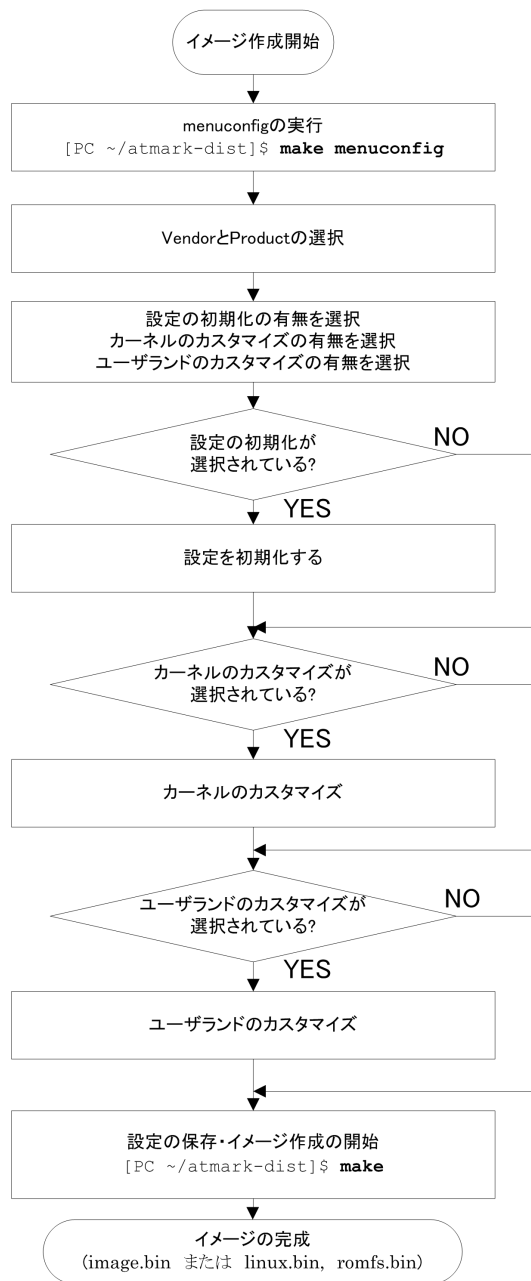 イメージ作成開始
menuconfigの実行
[PC ~/atmark-dist]$ make menuconfig
VendorとProductの選択
設定の初期化の有無を選択
カーネルのカスタマイズの有無を選択
ユーザランドのカスタマイズの有無を選択
設定の初期化が
選択されている?
NO
YES
設定を初期化する
カーネルのカスタマイズが
選択されている?
NO
YES
カーネルのカスタマイズ
ユーザランドのカスタマイズが
選択されている?
NO
YES
ユーザランドのカスタマイズ
設定の保存・イメージ作成の開始
[PC ~/atmark-dist]$ make
イメージの完成
(image.bin または linux.bin, romfs.bin)